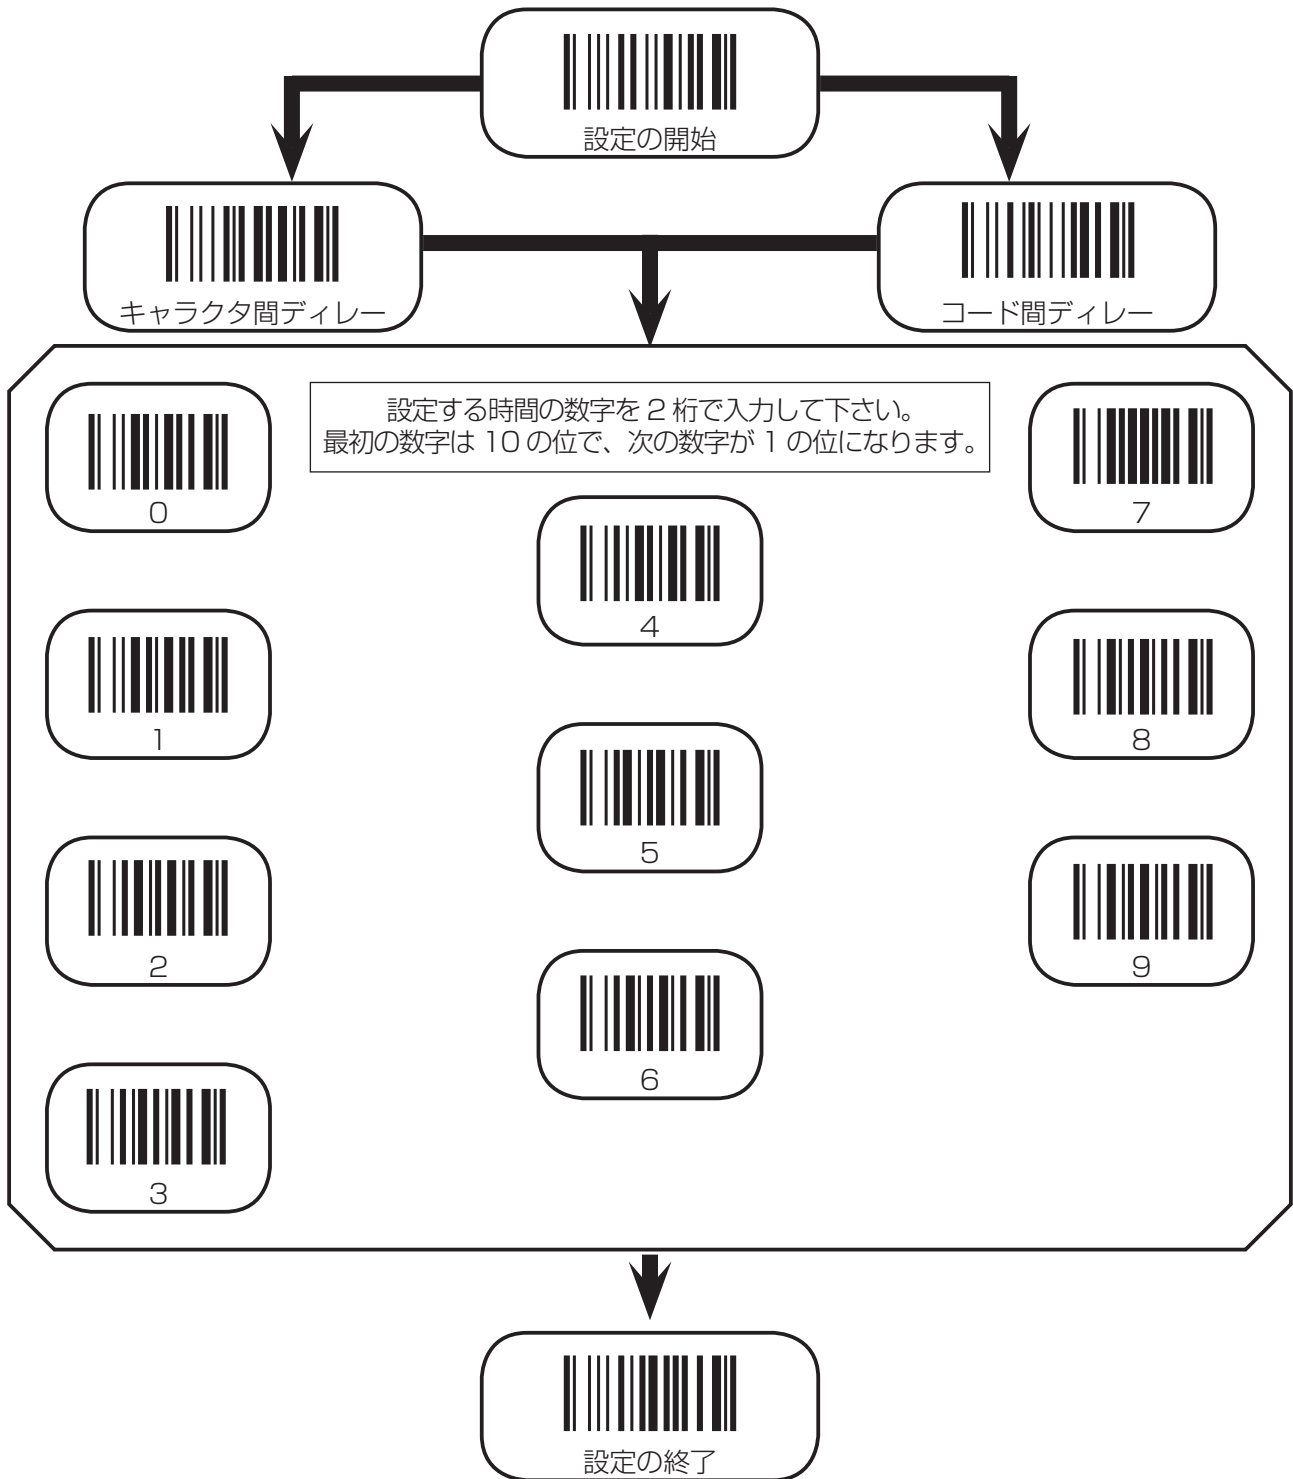 設定の開始
キャラクタ間ディレー
コード間ディレー
設定する時間の数字を2桁で入力して下さい。
最初の数字は10の位で、次の数字が1の位になります。
0
7
4
1
8
5
2
9
6
3
設定の終了